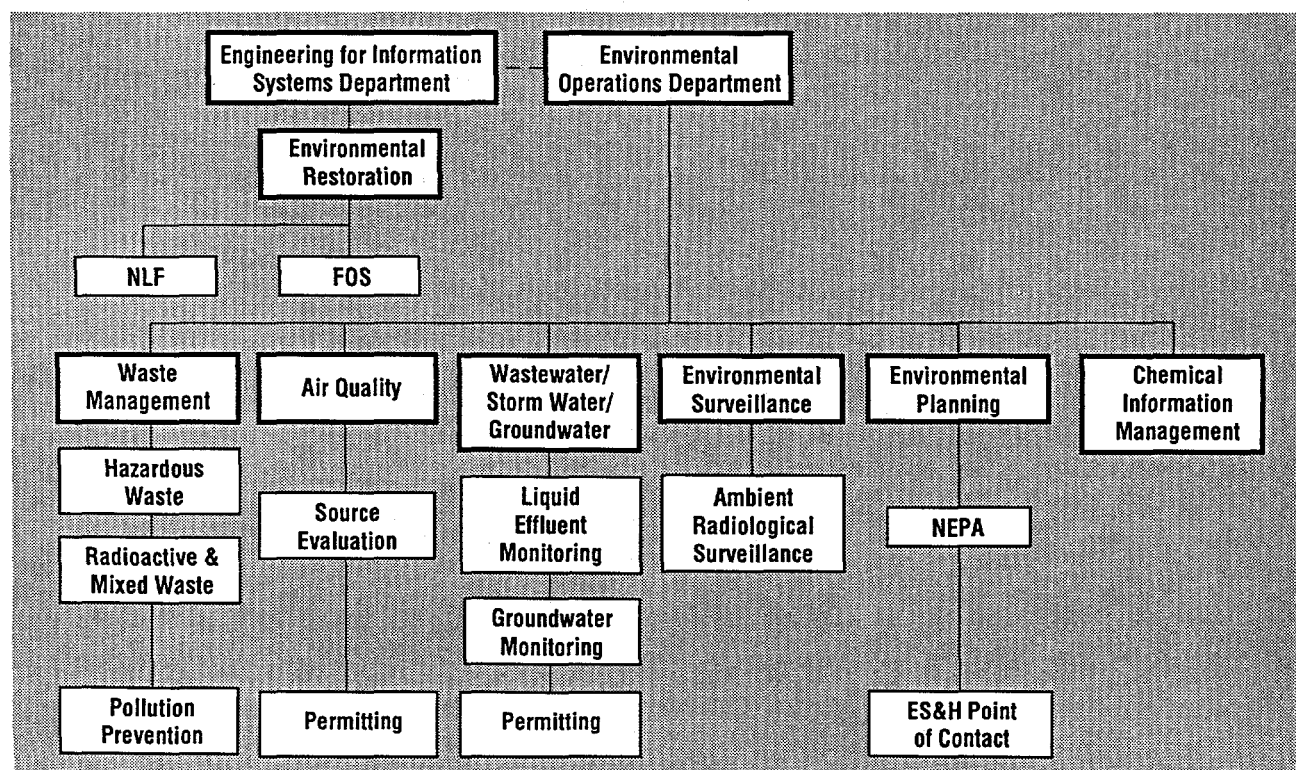 Engineering for Information
Systems Department
Environmental
Operations Department
Environmental
Restoration
NLF
FOS
Waste
Management
Air Quality
Wastewater/
Storm Water/
Groundwater
Environmental
Surveillance
Environmental
Planning
Chemical
Information
Management
Hazardous
Waste
Source
Evaluation
Liquid
Effluent
Monitoring
Ambient
Radiological
Surveillance
NEPA
Radioactive &
Mixed Waste
Groundwater
Monitoring
Pollution
Prevention
Permitting
Permitting
ES&H Point
of Contact